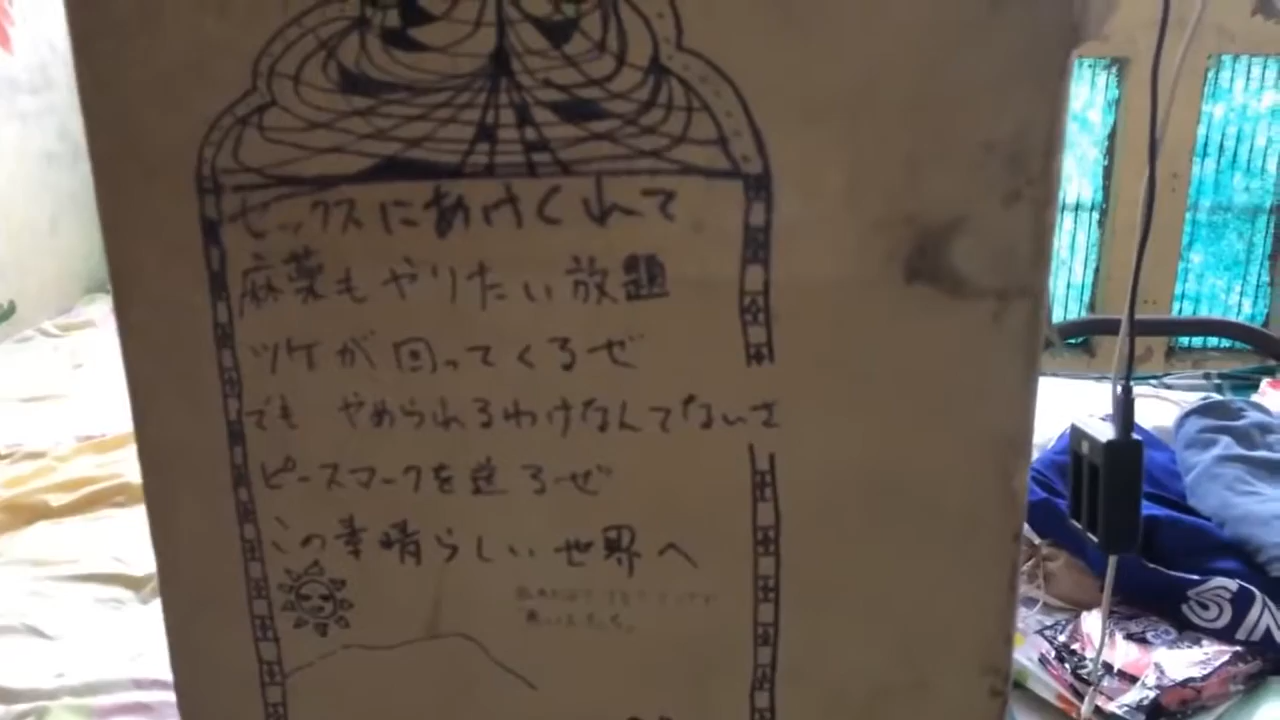 セックスにあけくれて
麻薬もやりたい放題
ツケが回ってくるぜ
でも やめられるわけなんてないさ
ピースマークを送るぜ
この素晴らしい世界へ
SN